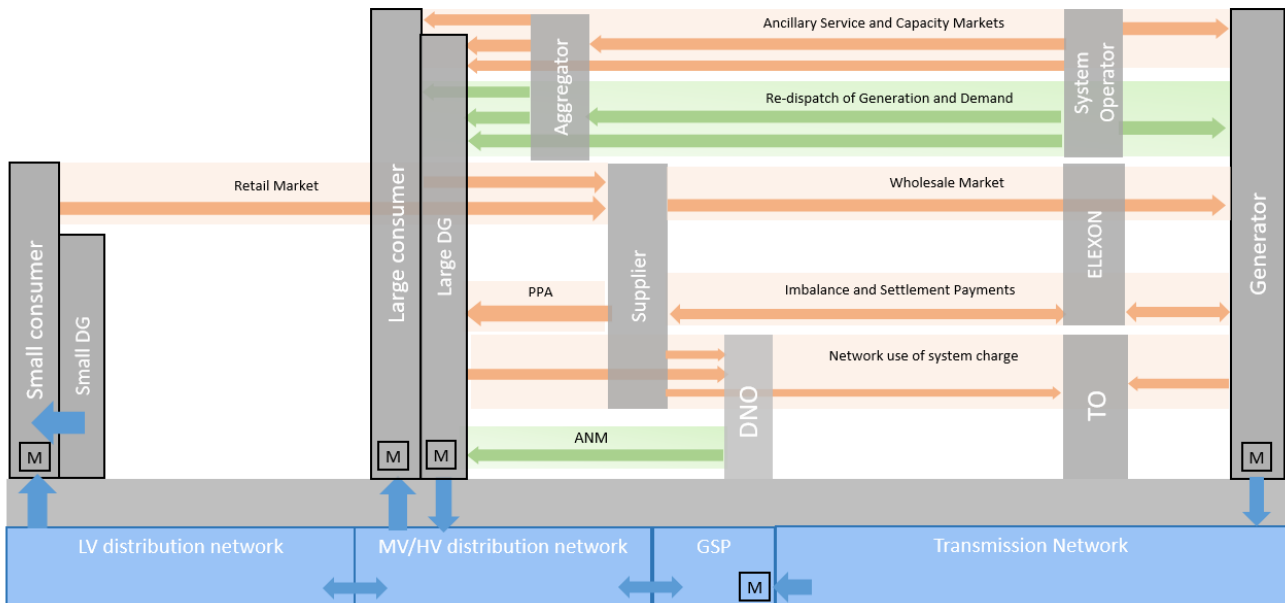 Ancillary Service and Capacity Markets
Aggregator
System
Operator
Re-dispatch of Generation and Demand
Small consumer
Small DG
Retail Market
Large consumer
Large DG
Supplier
Wholesale Market
ELEXON
Generator
PPA
Imbalance and Settlement Payments
Network use of system charge
DNO
TO
ANM
M
M
M
M
LV distribution network
MV/HV distribution network
GSP
Transmission Network
M